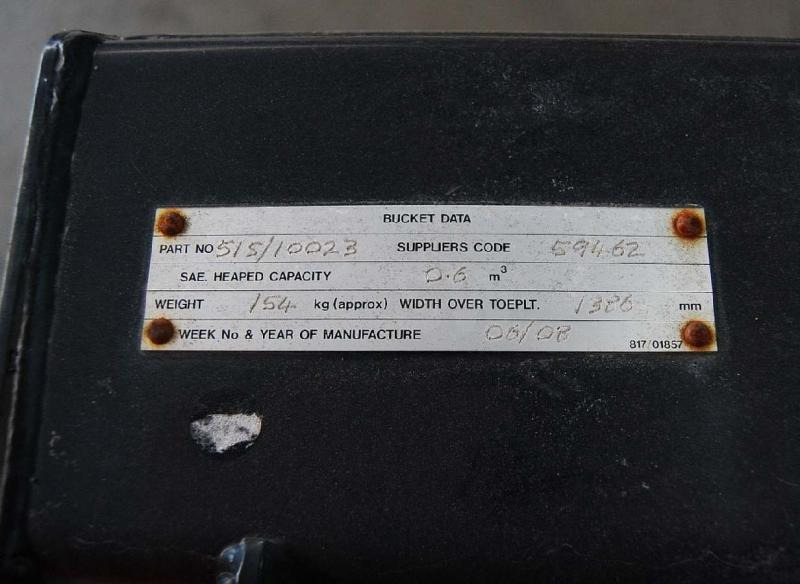 BUCKET DATA
PART NO 515/10023 SUPPLIERS CODE 59462
SAE. HEAPED CAPACITY 0.6 m³
WEIGHT 154 kg (approx) WIDTH OVER TOEPLT. 1386 mm
WEEK No & YEAR OF MANUFACTURE 06/08
817/01857